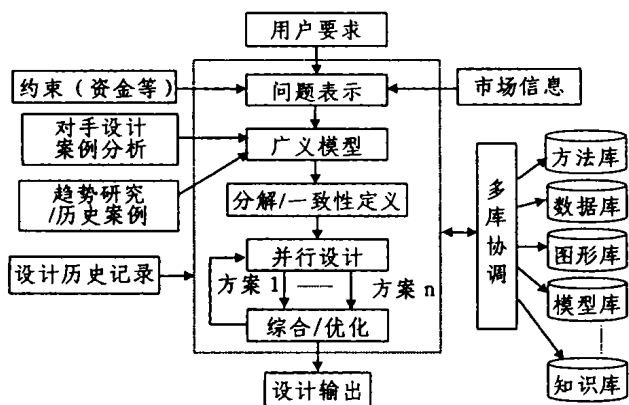 用户要求
约束（资金等）
问题表示
市场信息
对手设计
案例分析
广义模型
趋势研究
/历史案例
分解/一致性定义
设计历史记录
并行设计
方案 1
方案 n
综合/优化
设计输出
多库协调
方法库
数据库
图形库
模型库
知识库